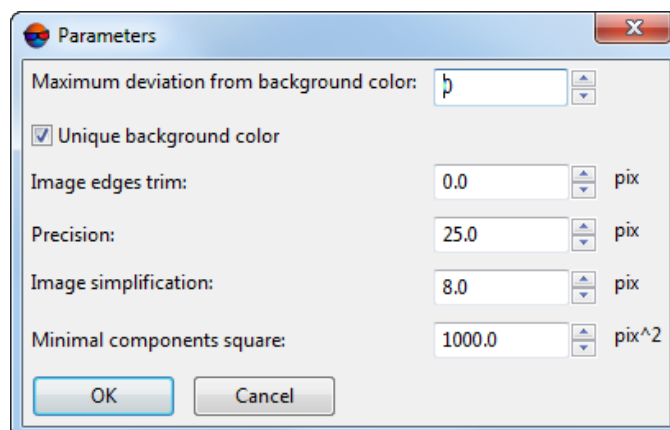 Parameters
Maximum deviation from background color: 0
Unique background color
Image edges trim: 0.0 pix
Precision: 25.0 pix
Image simplification: 8.0 pix
Minimal components square: 1000.0 pix^2
OK Cancel